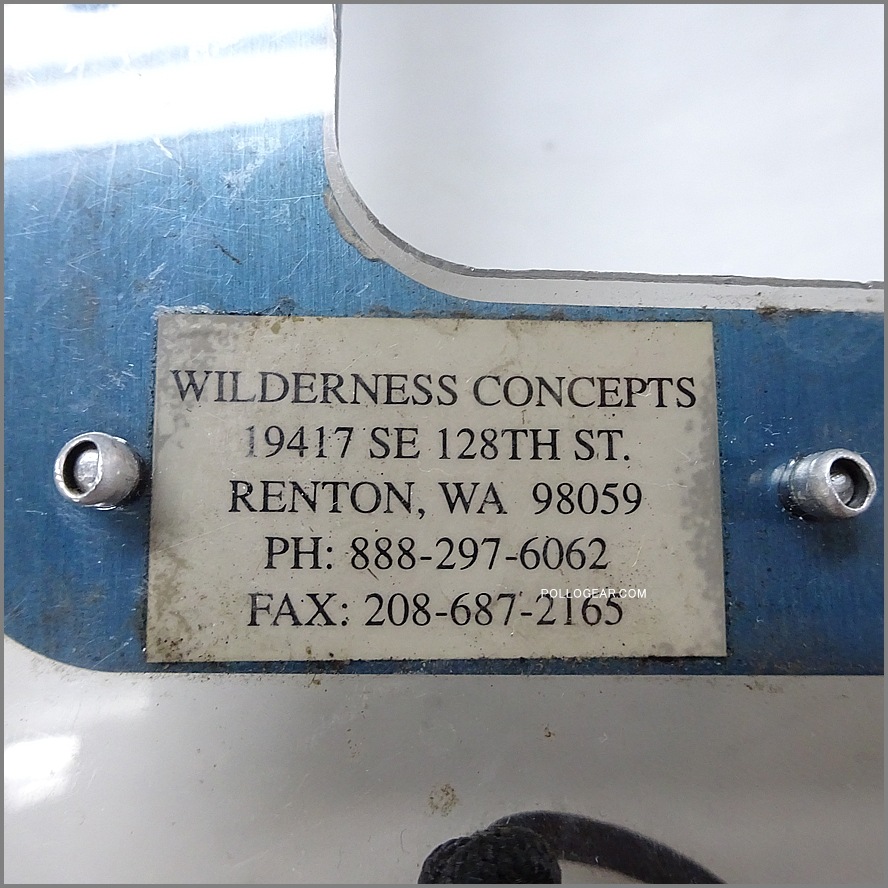 WILDERNESS CONCEPTS
19417 SE 128TH ST.
RENTON, WA 98059
PH: 888-297-6062
POLLOGEAR.COM
FAX: 208-687-2165